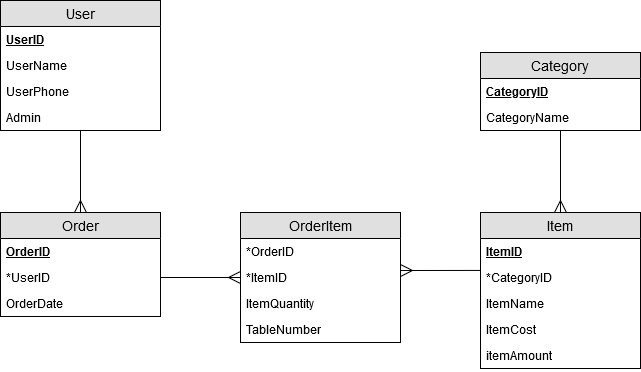 User
UserID
UserName
UserPhone
Admin
Category
CategoryID
CategoryName
Order
OrderID
*UserID
OrderDate
OrderItem
*OrderID
*ItemID
ItemQuantity
TableNumber
Item
ItemID
*CategoryID
ItemName
ItemCost
itemAmount